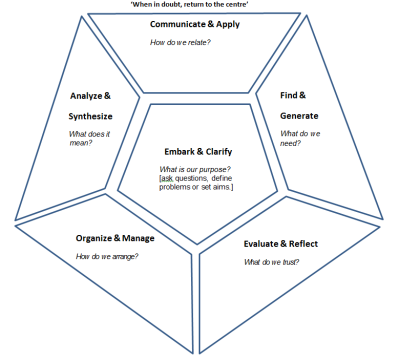 'When in doubt, return to the centre'
Communicate & Apply
How do we relate?
Analyze &
Synthesize
What does it
mean?
Find &
Generate
What do we
need?
Embark & Clarify
What is our purpose?
[ask questions, define
problems or set aims.]
Organize & Manage
How do we arrange?
Evaluate & Reflect
What do we trust?